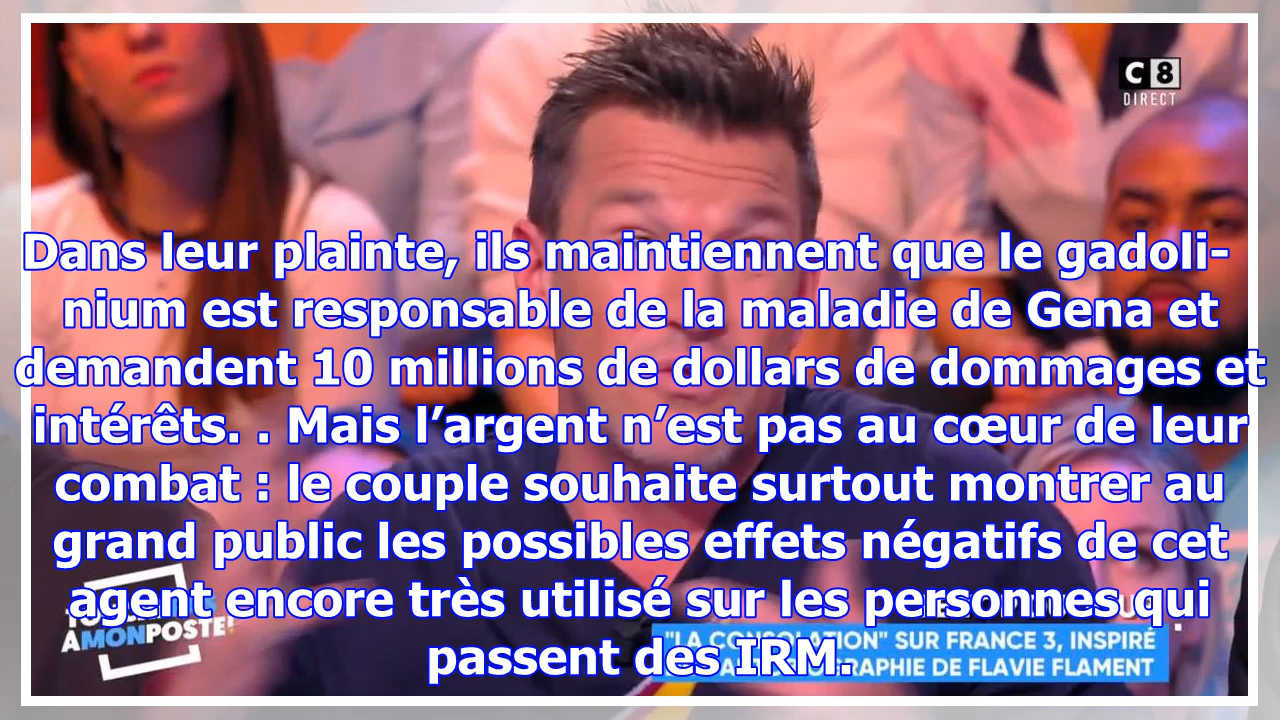 C8
DIRECT
Dans leur plainte, ils maintiennent que le gadoli-
nium est responsable de la maladie de Gena et
demandent 10 millions de dollars de dommages et
intérêts. . Mais l’argent n’est pas au cœur de leur
combat : le couple souhaite surtout montrer au
grand public les possibles effets négatifs de cet
agent encore très utilisé sur les personnes qui
passent des IRM.
À MON POSTE!
"LA CONSOLATION" SUR FRANCE 3, INSPIRÉ
DE FLAVIE FLAMENT